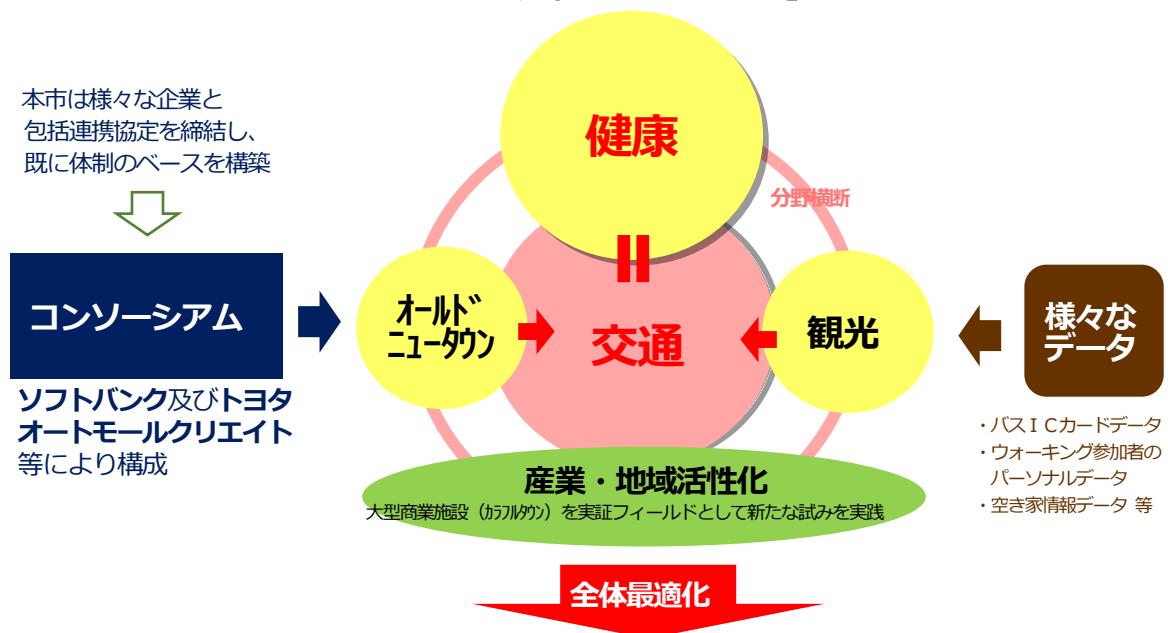 本市は様々な企業と
包括連携協定を締結し、
既に体制のベースを構築
コンソーシアム
ソフトバンク及びトヨタ
オートモールクリエイト
等により構成
健康
分野横断
ｵｰﾙﾄﾞ
ﾆｭｰﾀｳﾝ
交通
観光
様々な
データ
・バスＩＣカードデータ
・ウォーキング参加者の
パーソナルデータ
・空き家情報データ 等
産業・地域活性化
大型商業施設（ｶﾗﾌﾙﾀｳﾝ）を実証フィールドとして新たな試みを実践
全体最適化